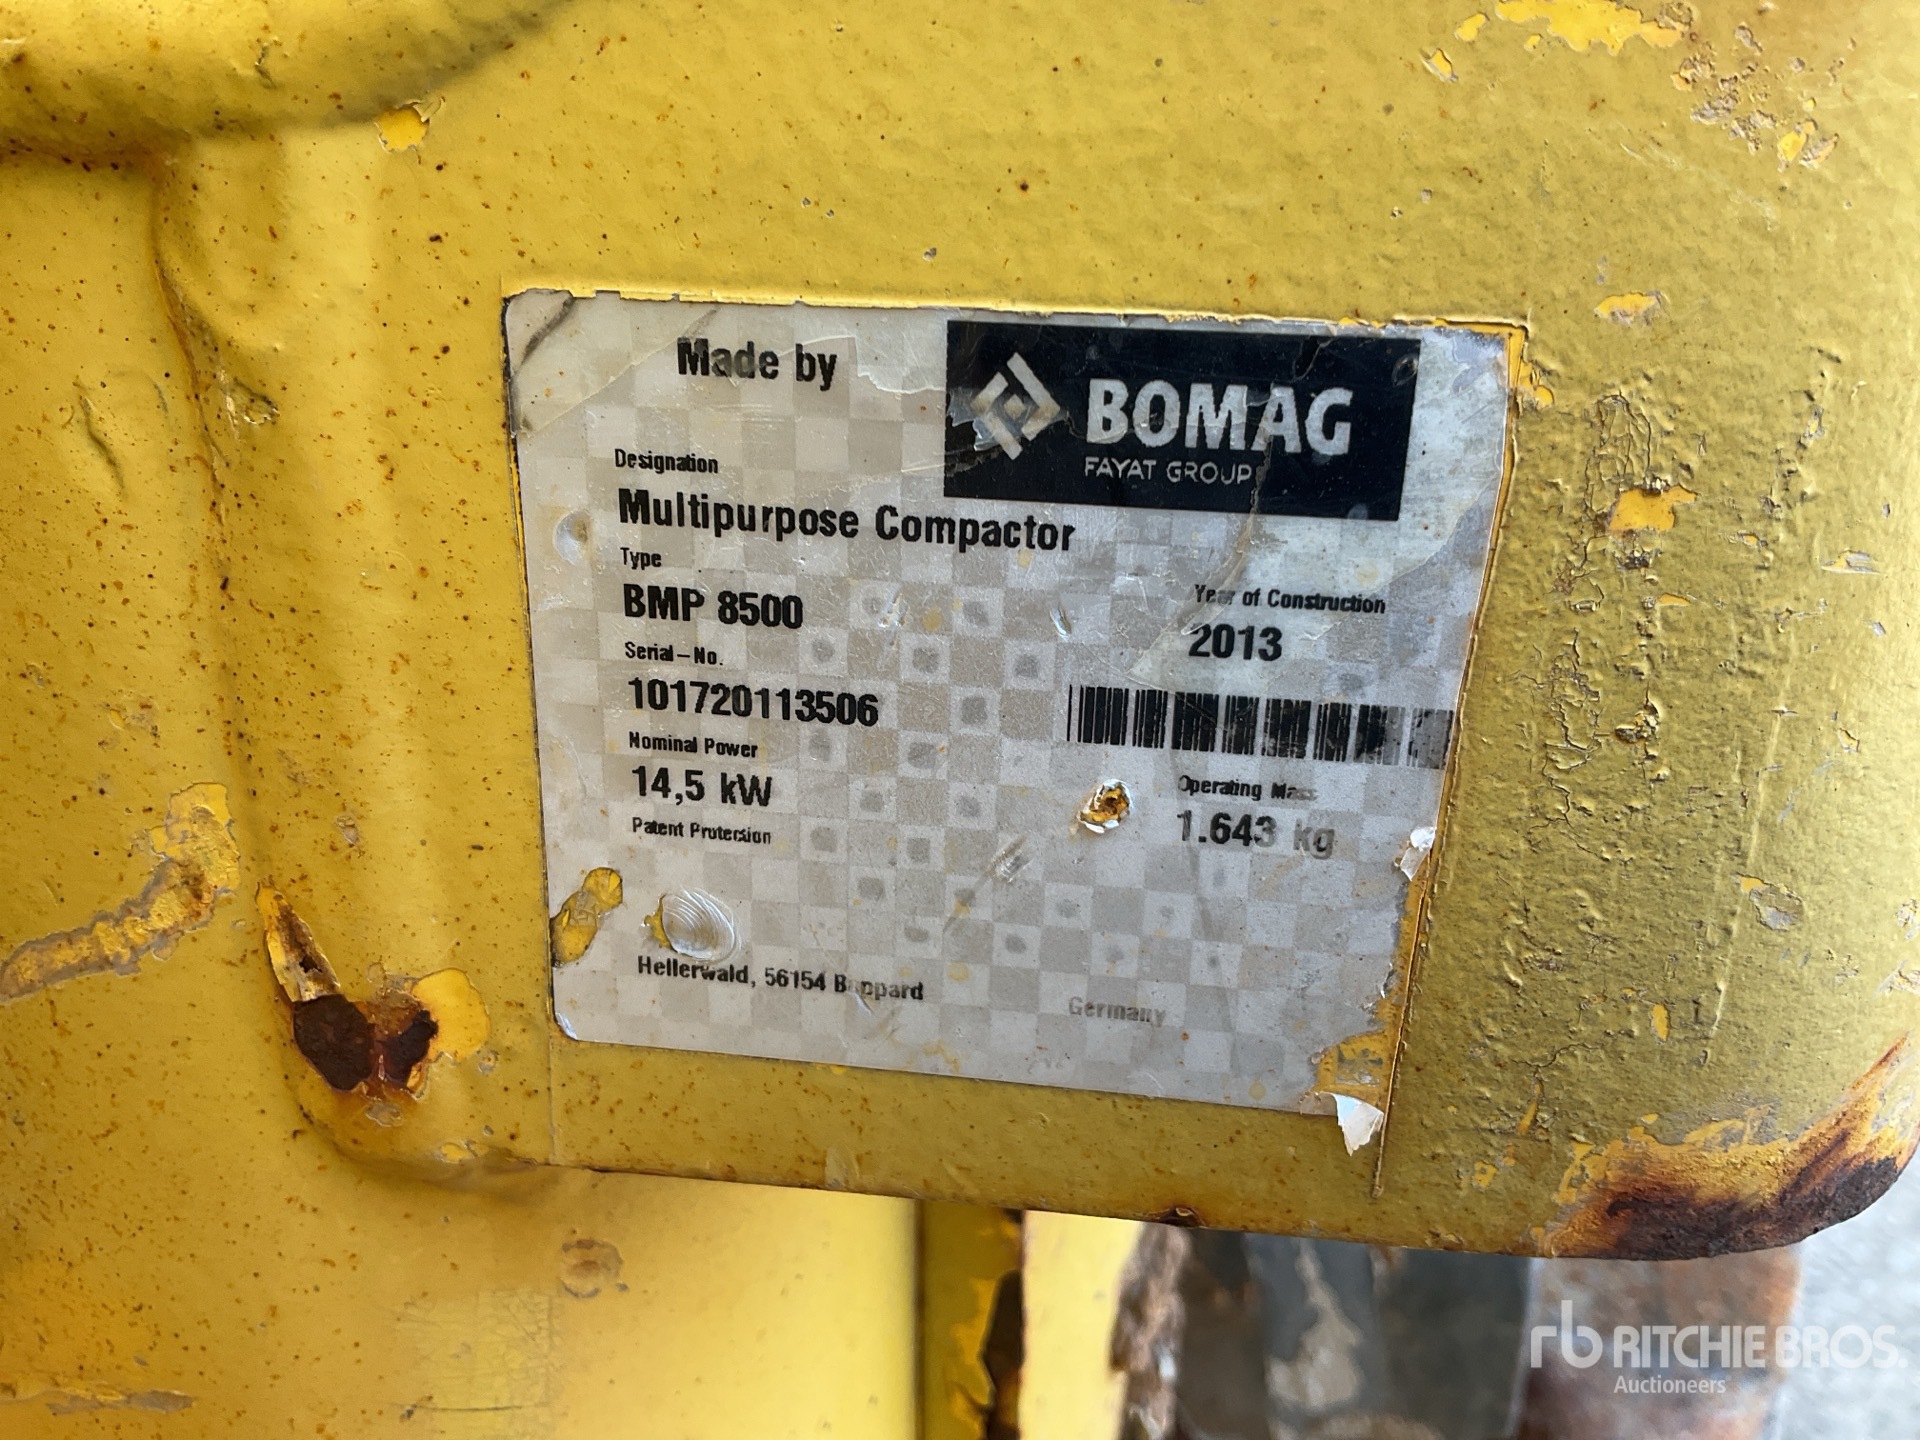 Made by
BOMAG
FAYAT GROUP
Designation
Multipurpose Compactor
Type
BMP 8500
Year of Construction
2013
Serial-No.
101720113506
Nominal Power
14,5 kW
Operating Mass
1.643 kg
Patent Protection
Hellerwald, 56154 Boppard
Germany
rb RITCHIE BROS.
Auctioneers